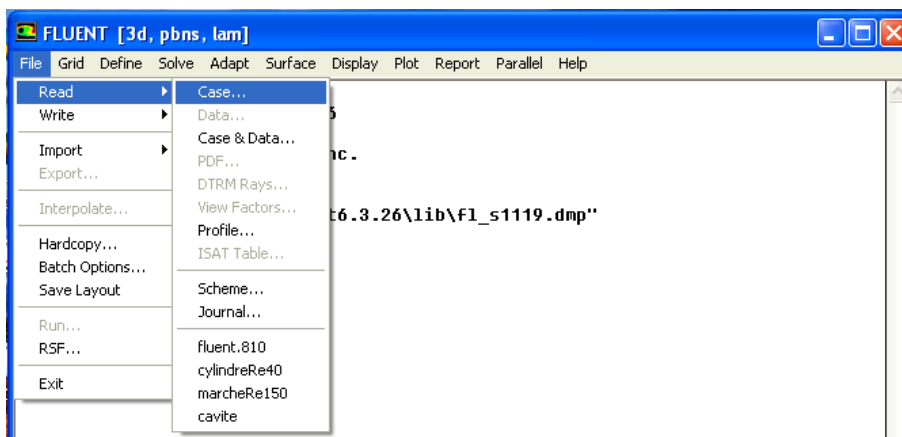 FLUENT [3d, pbns, lam]
File Grid Define Solve Adapt Surface Display Plot Report Parallel Help
Read
Write
Import
Export...
Interpolate...
Hardcopy...
Batch Options...
Save Layout
Run...
RSF...
Exit
Case...
Data...
Case & Data...
PDF...
DTRM Rays...
View Factors...
Profile...
ISAT Table...
Scheme...
Journal...
fluent.810
cylindreRe40
marcheRe150
cavite
nc.
t6.3.26\lib\fl_s1119.dmp"